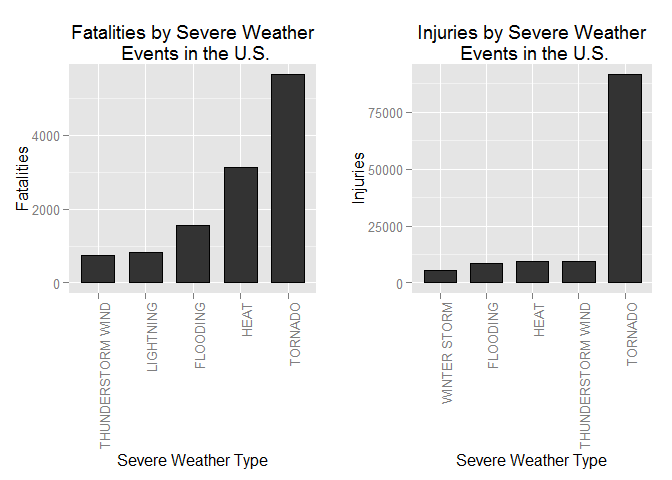 Fatalities by Severe Weather
Events in the U.S.
Fatalities
4000
2000
0
THUNDERSTORM WIND
LIGHTNING
FLOODING
HEAT
TORNADO
Severe Weather Type
Injuries by Severe Weather
Events in the U.S.
Injuries
75000
50000
25000
0
WINTER STORM
FLOODING
HEAT
THUNDERSTORM WIND
TORNADO
Severe Weather Type